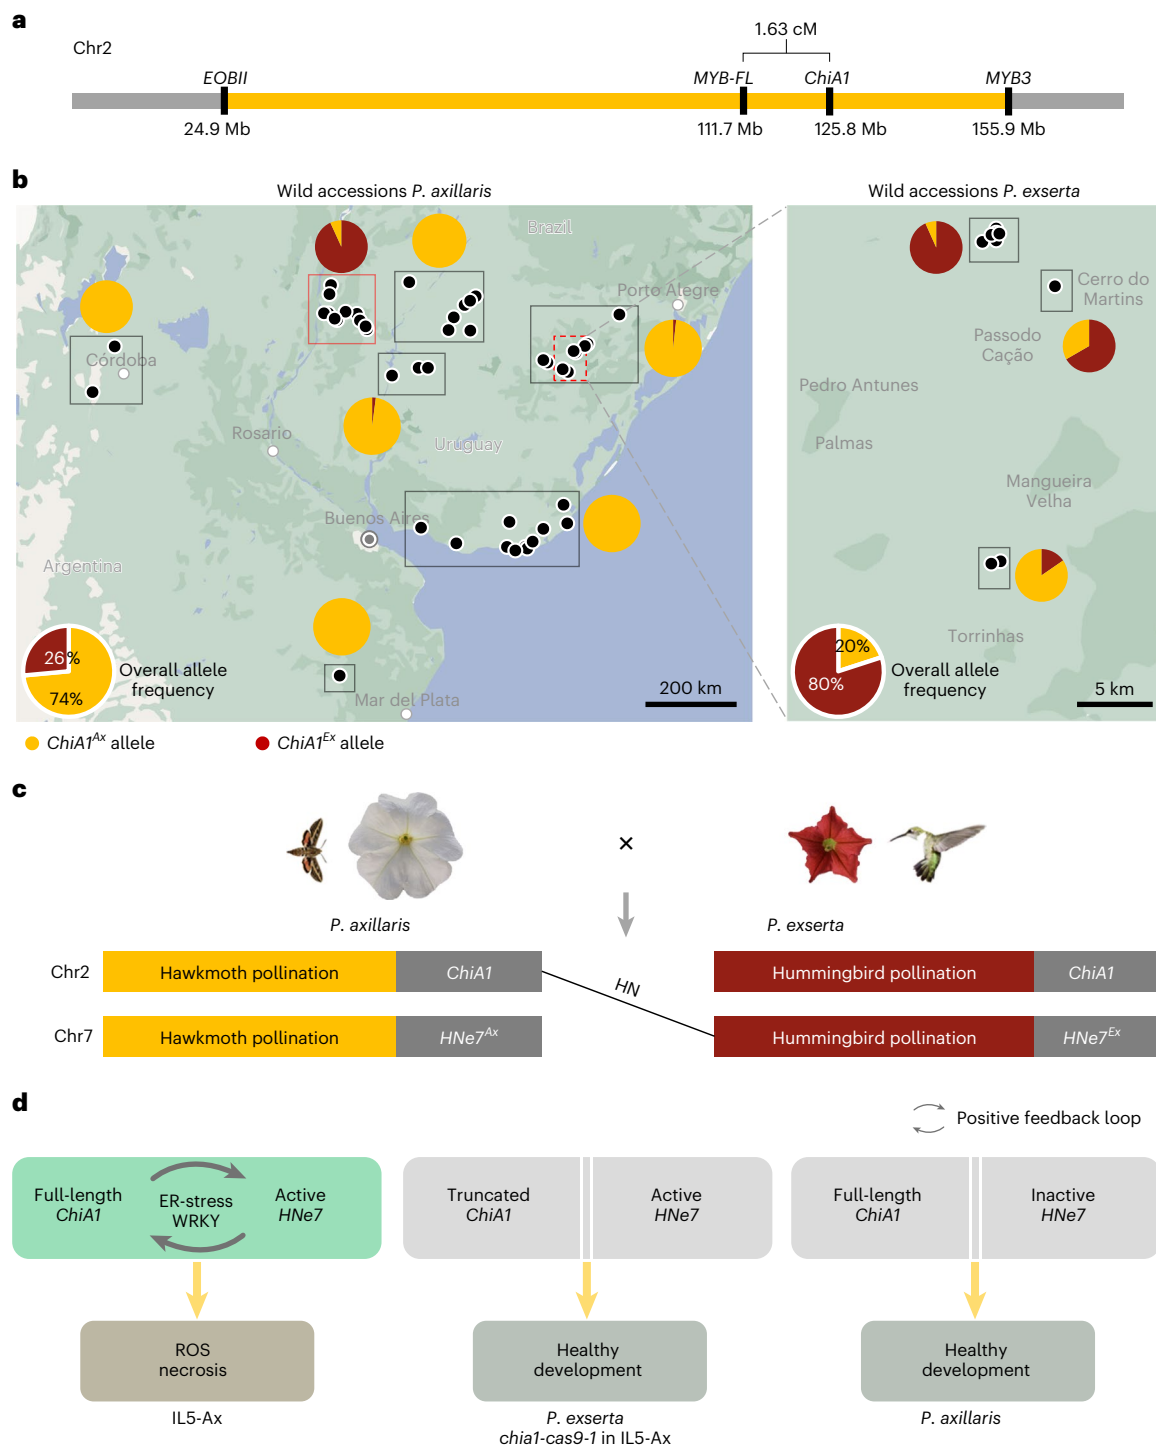 a
1.63 cM
Chr2
EOBII
MYB-FL
ChiA1
MYB3
24.9 Mb
111.7 Mb
125.8 Mb
155.9 Mb
b
Wild accessions P. axillaris
Wild accessions P. exserta
Brazil
Porto Alegre
Córdoba
Rosario
Uruguay
Buenos Aires
Argentina
Mar del Plata
26%
74%
Overall allele
frequency
200 km
Cerro do
Martins
Passodo
Cação
Pedro Antunes
Palmas
Mangueira
Velha
Torrinhas
20%
80%
Overall allele
frequency
5 km
ChiA1Ax allele
ChiA1Ex allele
c
×
P. axillaris
P. exserta
Chr2
Hawkmoth pollination
ChiA1
HN
Hummingbird pollination
ChiA1
Chr7
Hawkmoth pollination
HNe7Ax
Hummingbird pollination
HNe7Ex
d
Positive feedback loop
Full-length
ChiA1
ER-stress
WRKY
Active
HNe7
Truncated
ChiA1
Active
HNe7
Full-length
ChiA1
Inactive
HNe7
ROS
necrosis
Healthy
development
Healthy
development
IL5-Ax
P. exserta
chia1-cas9-1 in IL5-Ax
P. axillaris